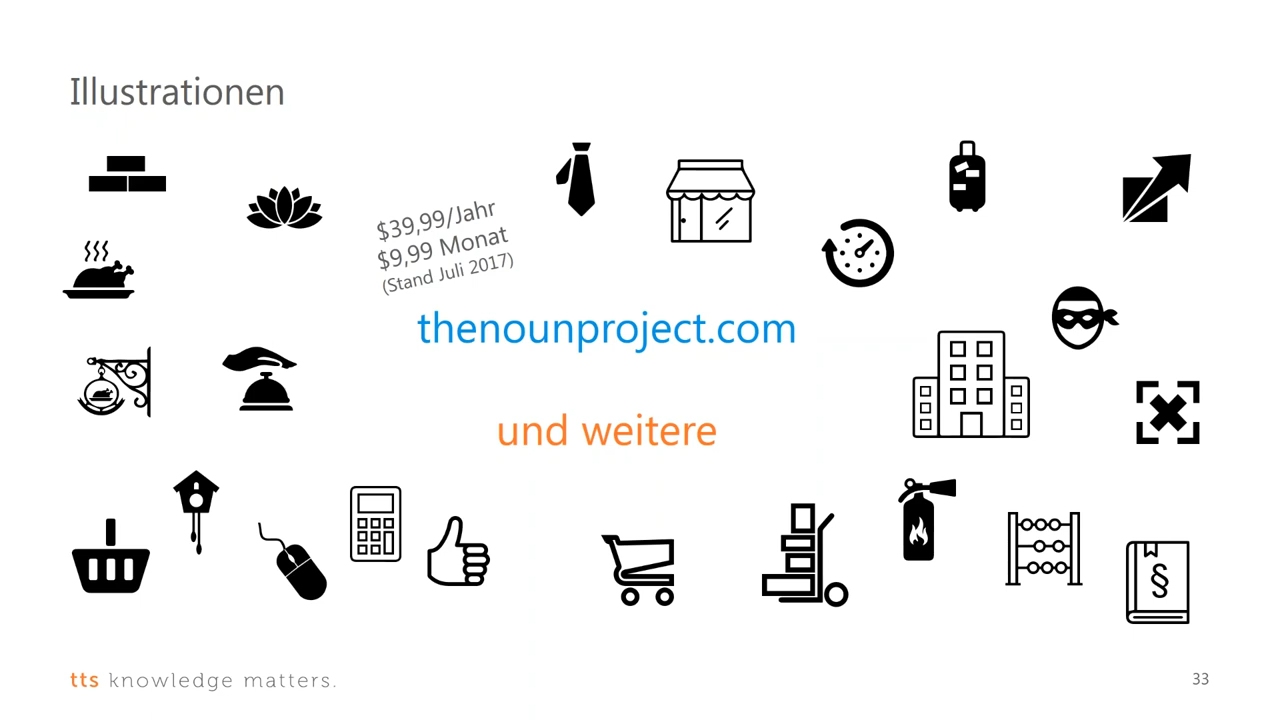 Illustrationen
$39,99/Jahr
$9,99 Monat
(Stand Juli 2017)
thenounproject.com
und weitere
§
tts knowledge matters.
33